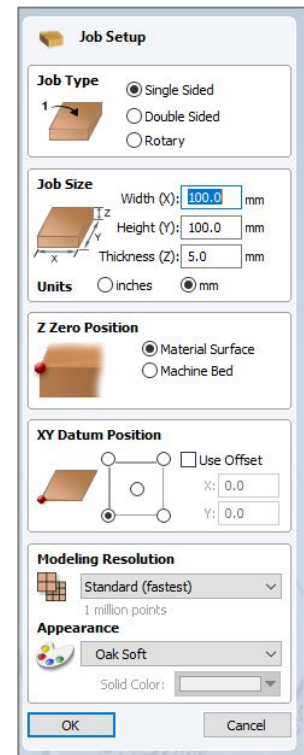 Job Setup
Job Type
1
Single Sided
Double Sided
Rotary
Job Size
Width (X): 100.0 mm
Z
Y
Height (Y): 100.0 mm
X
Thickness (Z): 5.0 mm
Units inches mm
Z Zero Position
Material Surface
Machine Bed
XY Datum Position
Use Offset
X: 0.0
Y: 0.0
Modeling Resolution
Standard (fastest)
1 million points
Appearance
Oak Soft
Solid Color:
OK Cancel